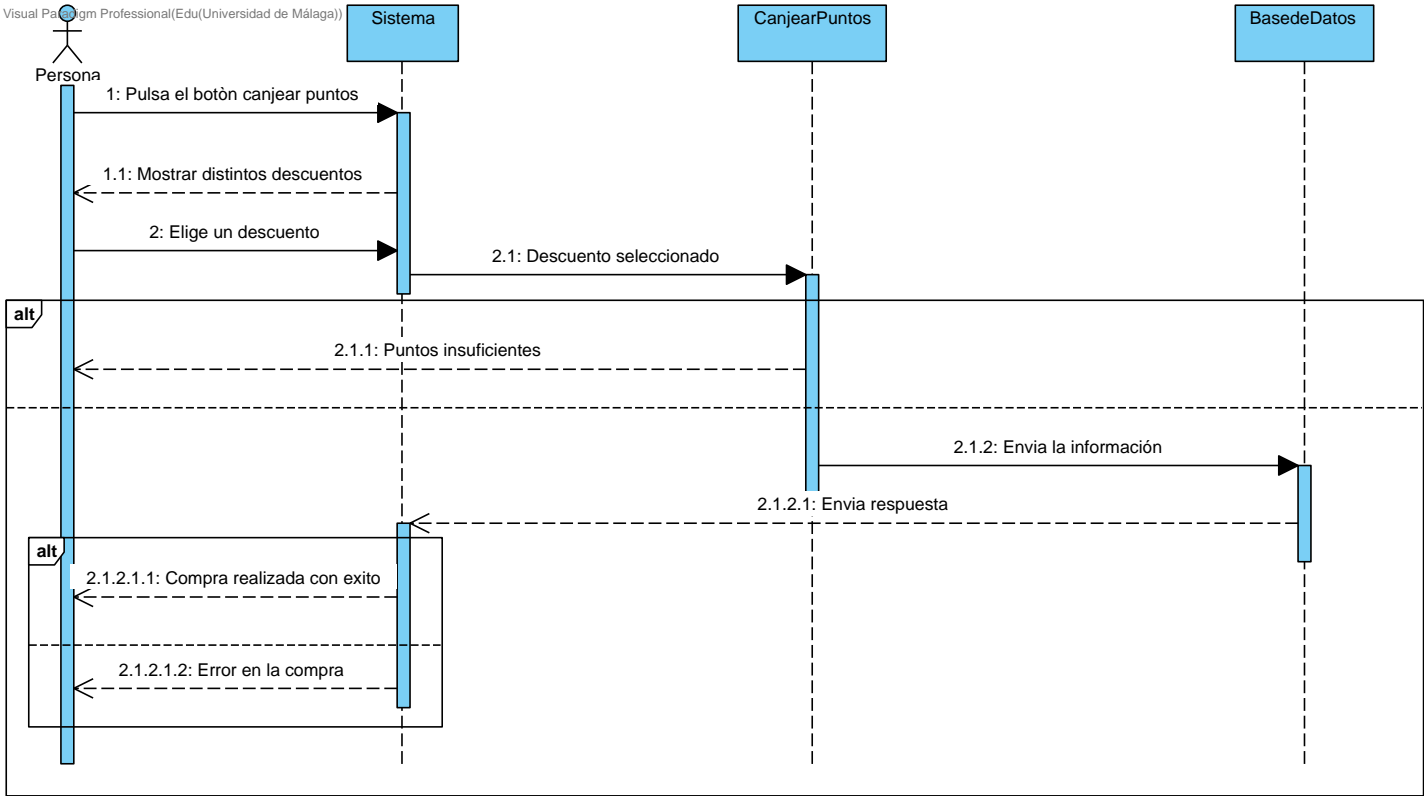 Visual Paradigm Professional(Edu(Universidad de Málaga))
Sistema
CanjearPuntos
BasedeDatos
Persona
1: Pulsa el botòn canjear puntos
1.1: Mostrar distintos descuentos
2: Elige un descuento
2.1: Descuento seleccionado
alt
2.1.1: Puntos insuficientes
2.1.2: Envia la información
2.1.2.1: Envia respuesta
alt
2.1.2.1.1: Compra realizada con exito
2.1.2.1.2: Error en la compra